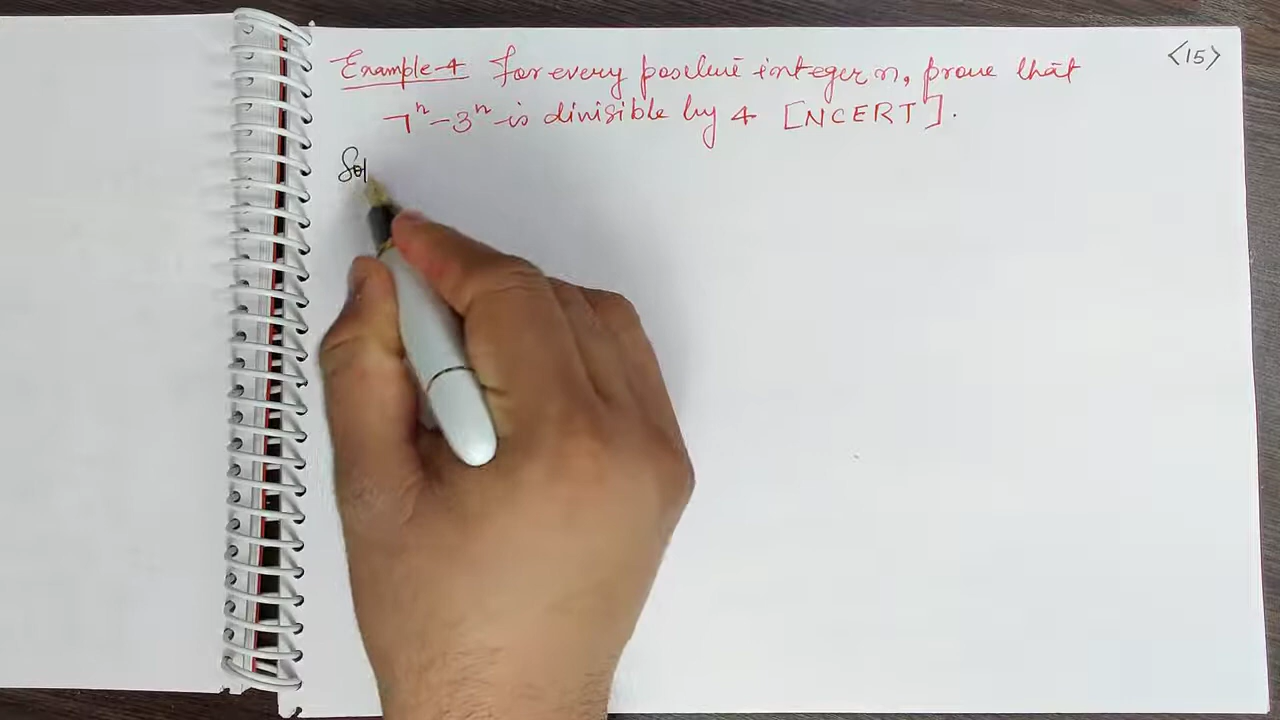 Example-4 For every positive integer n, prove that <15>
7ⁿ-3ⁿ is divisible by 4 [NCERT].
Sol